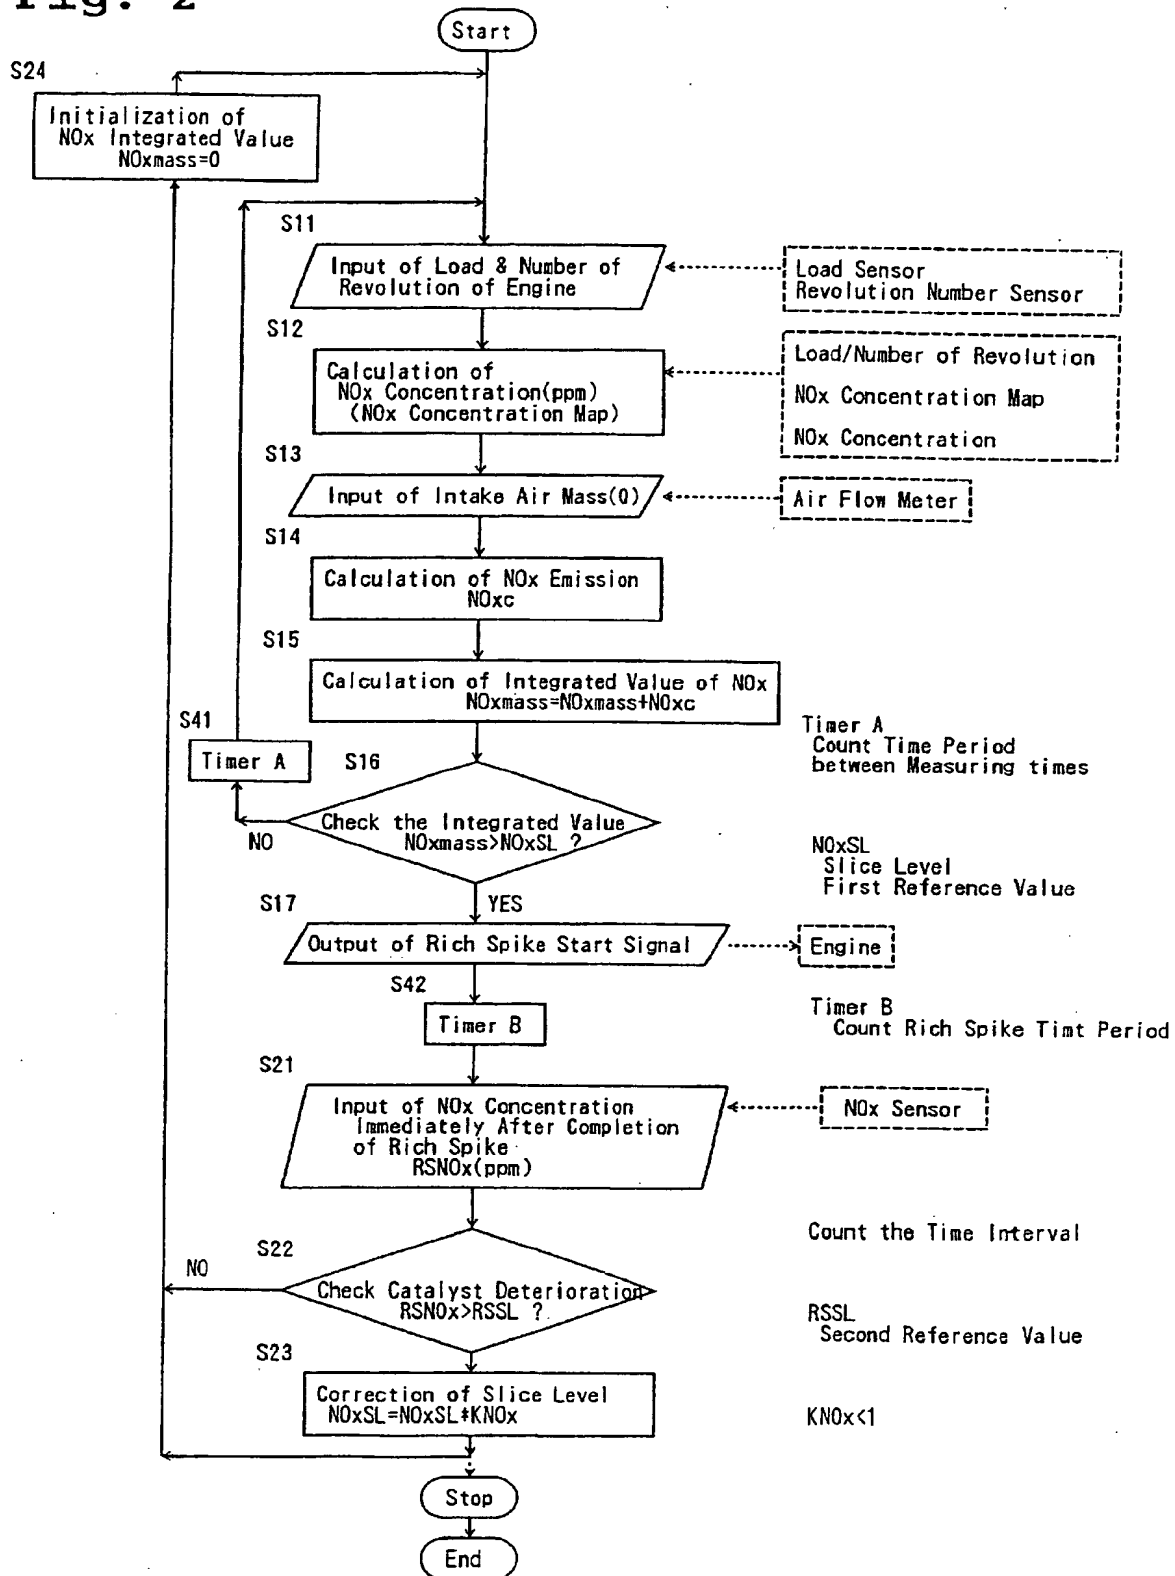 Fig. 2
Start
S24
Initialization of
NOx Integrated Value
NOxmass=0
S11
Input of Load & Number of
Revolution of Engine
Load Sensor
Revolution Number Sensor
S12
Calculation of
NOx Concentration(ppm)
(NOx Concentration Map)
Load/Number of Revolution
NOx Concentration Map
NOx Concentration
S13
Input of Intake Air Mass(Q)
Air Flow Meter
S14
Calculation of NOx Emission
NOxc
S15
Calculation of Integrated Value of NOx
NOxmass=NOxmass+NOxc
S41
Timer A
Timer A
Count Time Period
between Measuring times
S16
Check the Integrated Value
NOxmass>NOxSL ?
NO
YES
NOxSL
Slice Level
First Reference Value
S17
Output of Rich Spike Start Signal
Engine
S42
Timer B
Timer B
Count Rich Spike Timt Period
S21
Input of NOx Concentration
Immediately After Completion
of Rich Spike
RSNOx(ppm)
NOx Sensor
Count the Time Interval
S22
NO
Check Catalyst Deterioration
RSNOx>RSSL ?
RSSL
Second Reference Value
S23
Correction of Slice Level
NOxSL=NOxSL*KNOx
KNOx<1
Stop
End